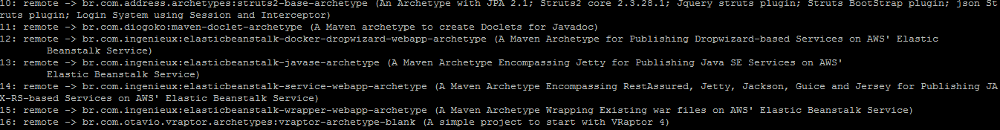 10: remote -> br.com.address.archetypes:struts2-base-archetype (An Archetype with JPA 2.1; Struts2 core 2.3.28.1; Jquery struts plugin; Struts BootStrap plugin; json St
ruts plugin; Login System using Session and Interceptor)
11: remote -> br.com.diogoko:maven-doclet-archetype (A Maven archetype to create Doclets for Javadoc)
12: remote -> br.com.ingenieux:elasticbeanstalk-docker-dropwizard-webapp-archetype (A Maven Archetype for Publishing Dropwizard-based Services on AWS' Elastic
Beanstalk Service)
13: remote -> br.com.ingenieux:elasticbeanstalk-javase-archetype (A Maven Archetype Encompassing Jetty for Publishing Java SE Services on AWS'
Elastic Beanstalk Service)
14: remote -> br.com.ingenieux:elasticbeanstalk-service-webapp-archetype (A Maven Archetype Encompassing RestAssured, Jetty, Jackson, Guice and Jersey for Publishing JA
X-RS-based Services on AWS' Elastic Beanstalk Service)
15: remote -> br.com.ingenieux:elasticbeanstalk-wrapper-webapp-archetype (A Maven Archetype Wrapping Existing war files on AWS' Elastic Beanstalk Service)
16: remote -> br.com.otavio.vraptor.archetypes:vraptor-archetype-blank (A simple project to start with VRaptor 4)